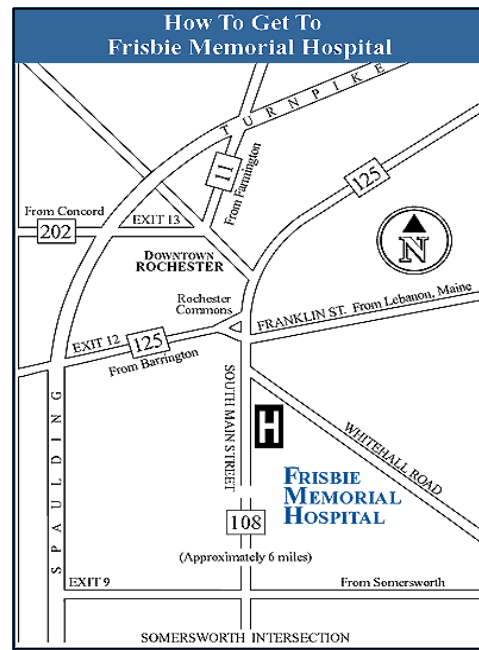 How To Get To
Frisbie Memorial Hospital
TURNPIKE
11
From Farmington
125
From Concord
202
EXIT 13
N
DOWNTOWN
ROCHESTER
Rochester
Commons
FRANKLIN ST. From Lebanon, Maine
EXIT 12
125
From Barrington
SOUTH MAIN STREET
H
WHITEHALL ROAD
SPAULDING
FRISBIE
MEMORIAL
HOSPITAL
108
(Approximately 6 miles)
EXIT 9
From Somersworth
SOMERSWORTH INTERSECTION